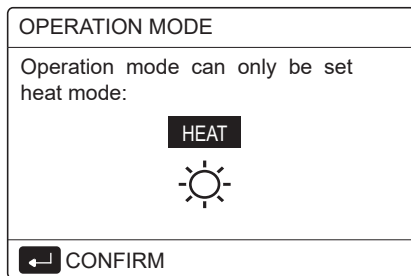 OPERATION MODE
Operation mode can only be set
heat mode:
HEAT
CONFIRM